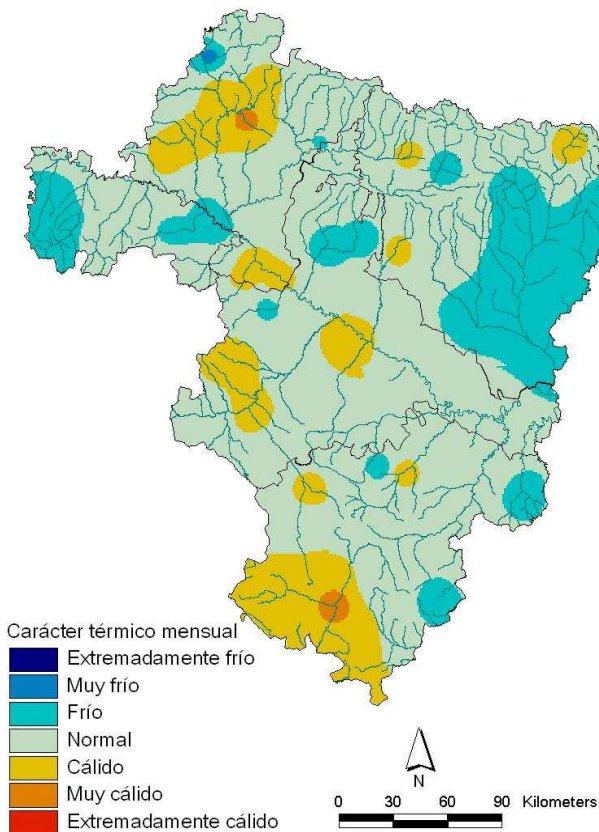 Carácter térmico mensual
Extremadamente frío
Muy frío
Frío
Normal
Cálido
Muy cálido
Extremadamente cálido
N
0 30 60 90 Kilometers